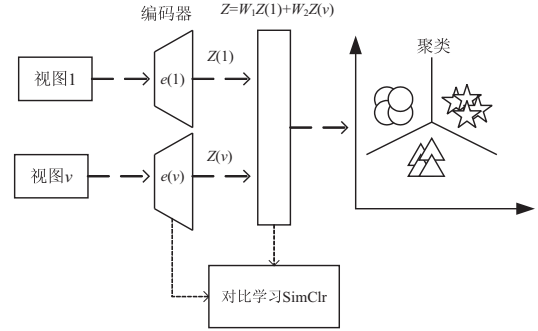 编码器
Z=W₁Z(1)+W₂Z(v)
视图1
e(1)
Z(1)
聚类
视图v
e(v)
Z(v)
对比学习SimClr